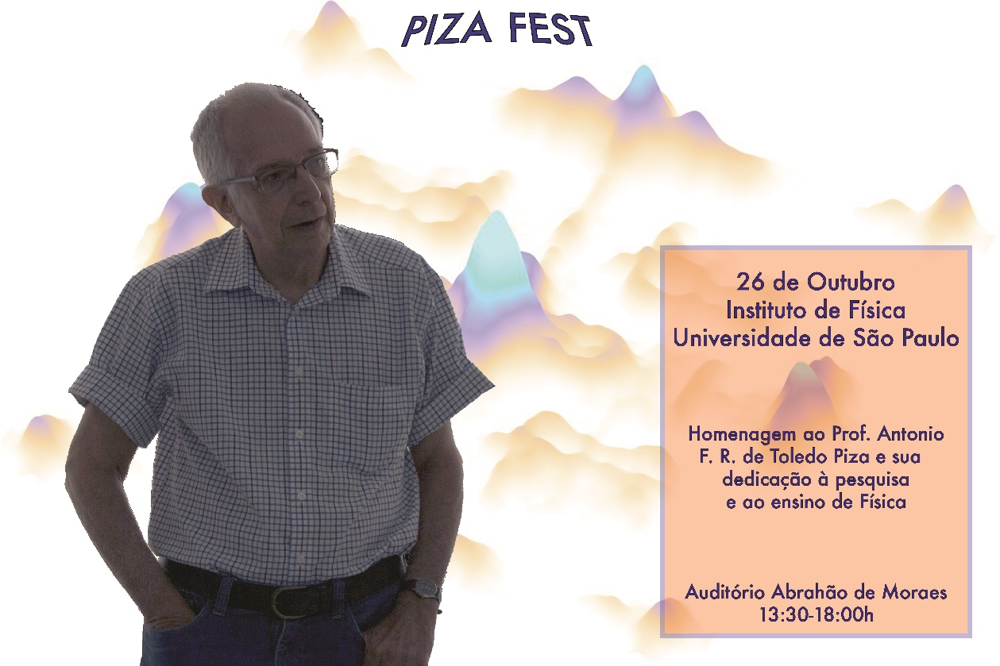 PIZA FEST
26 de Outubro
Instituto de Física
Universidade de São Paulo
Homenagem ao Prof. Antonio
F. R. de Toledo Piza e sua
dedicação à pesquisa
e ao ensino de Física
Auditório Abrahão de Moraes
13:30-18:00h